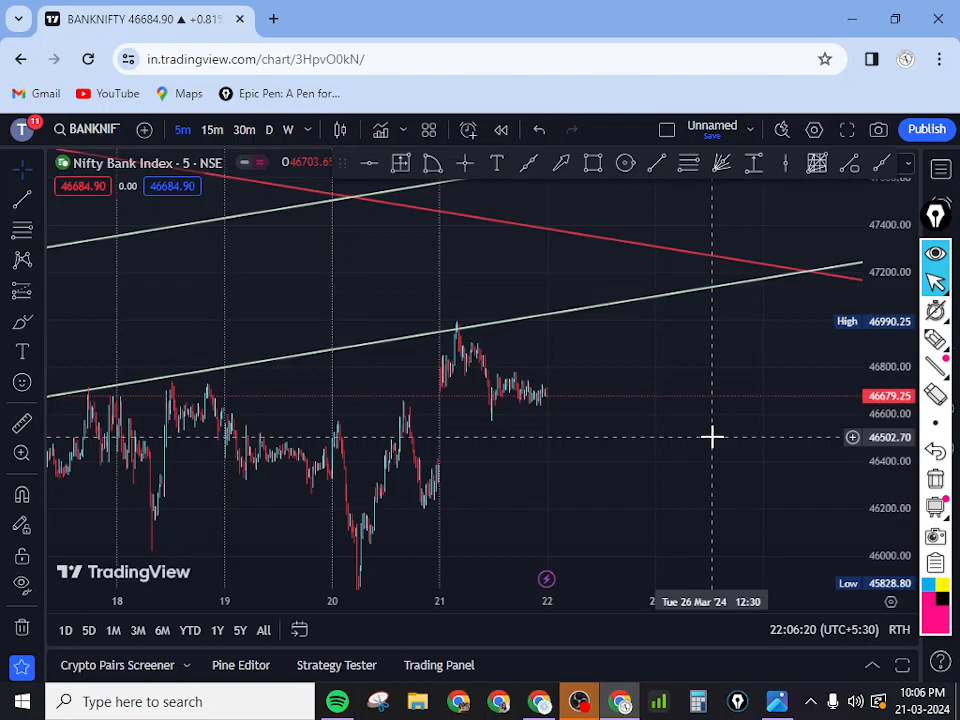 BANKNIFTY 46684.90 ▲ +0.81%
in.tradingview.com/chart/3HpvO0kN/
Gmail YouTube Maps Epic Pen: A Pen for...
T 11 BANKNIF 5m 15m 30m D W Unnamed Save Publish
Nifty Bank Index · 5 · NSE O46703.65
46684.90 0.00 46684.90
47400.00
47200.00
High 46990.25
46800.00
46679.25
46600.00
46502.70
46400.00
46200.00
46000.00
TradingView
Low 45828.80
18 19 20 21 22 Tue 26 Mar '24 12:30
1D 5D 1M 3M 6M YTD 1Y 5Y All 22:06:20 (UTC+5:30) RTH
Crypto Pairs Screener Pine Editor Strategy Tester Trading Panel
Type here to search
10:06 PM
21-03-2024